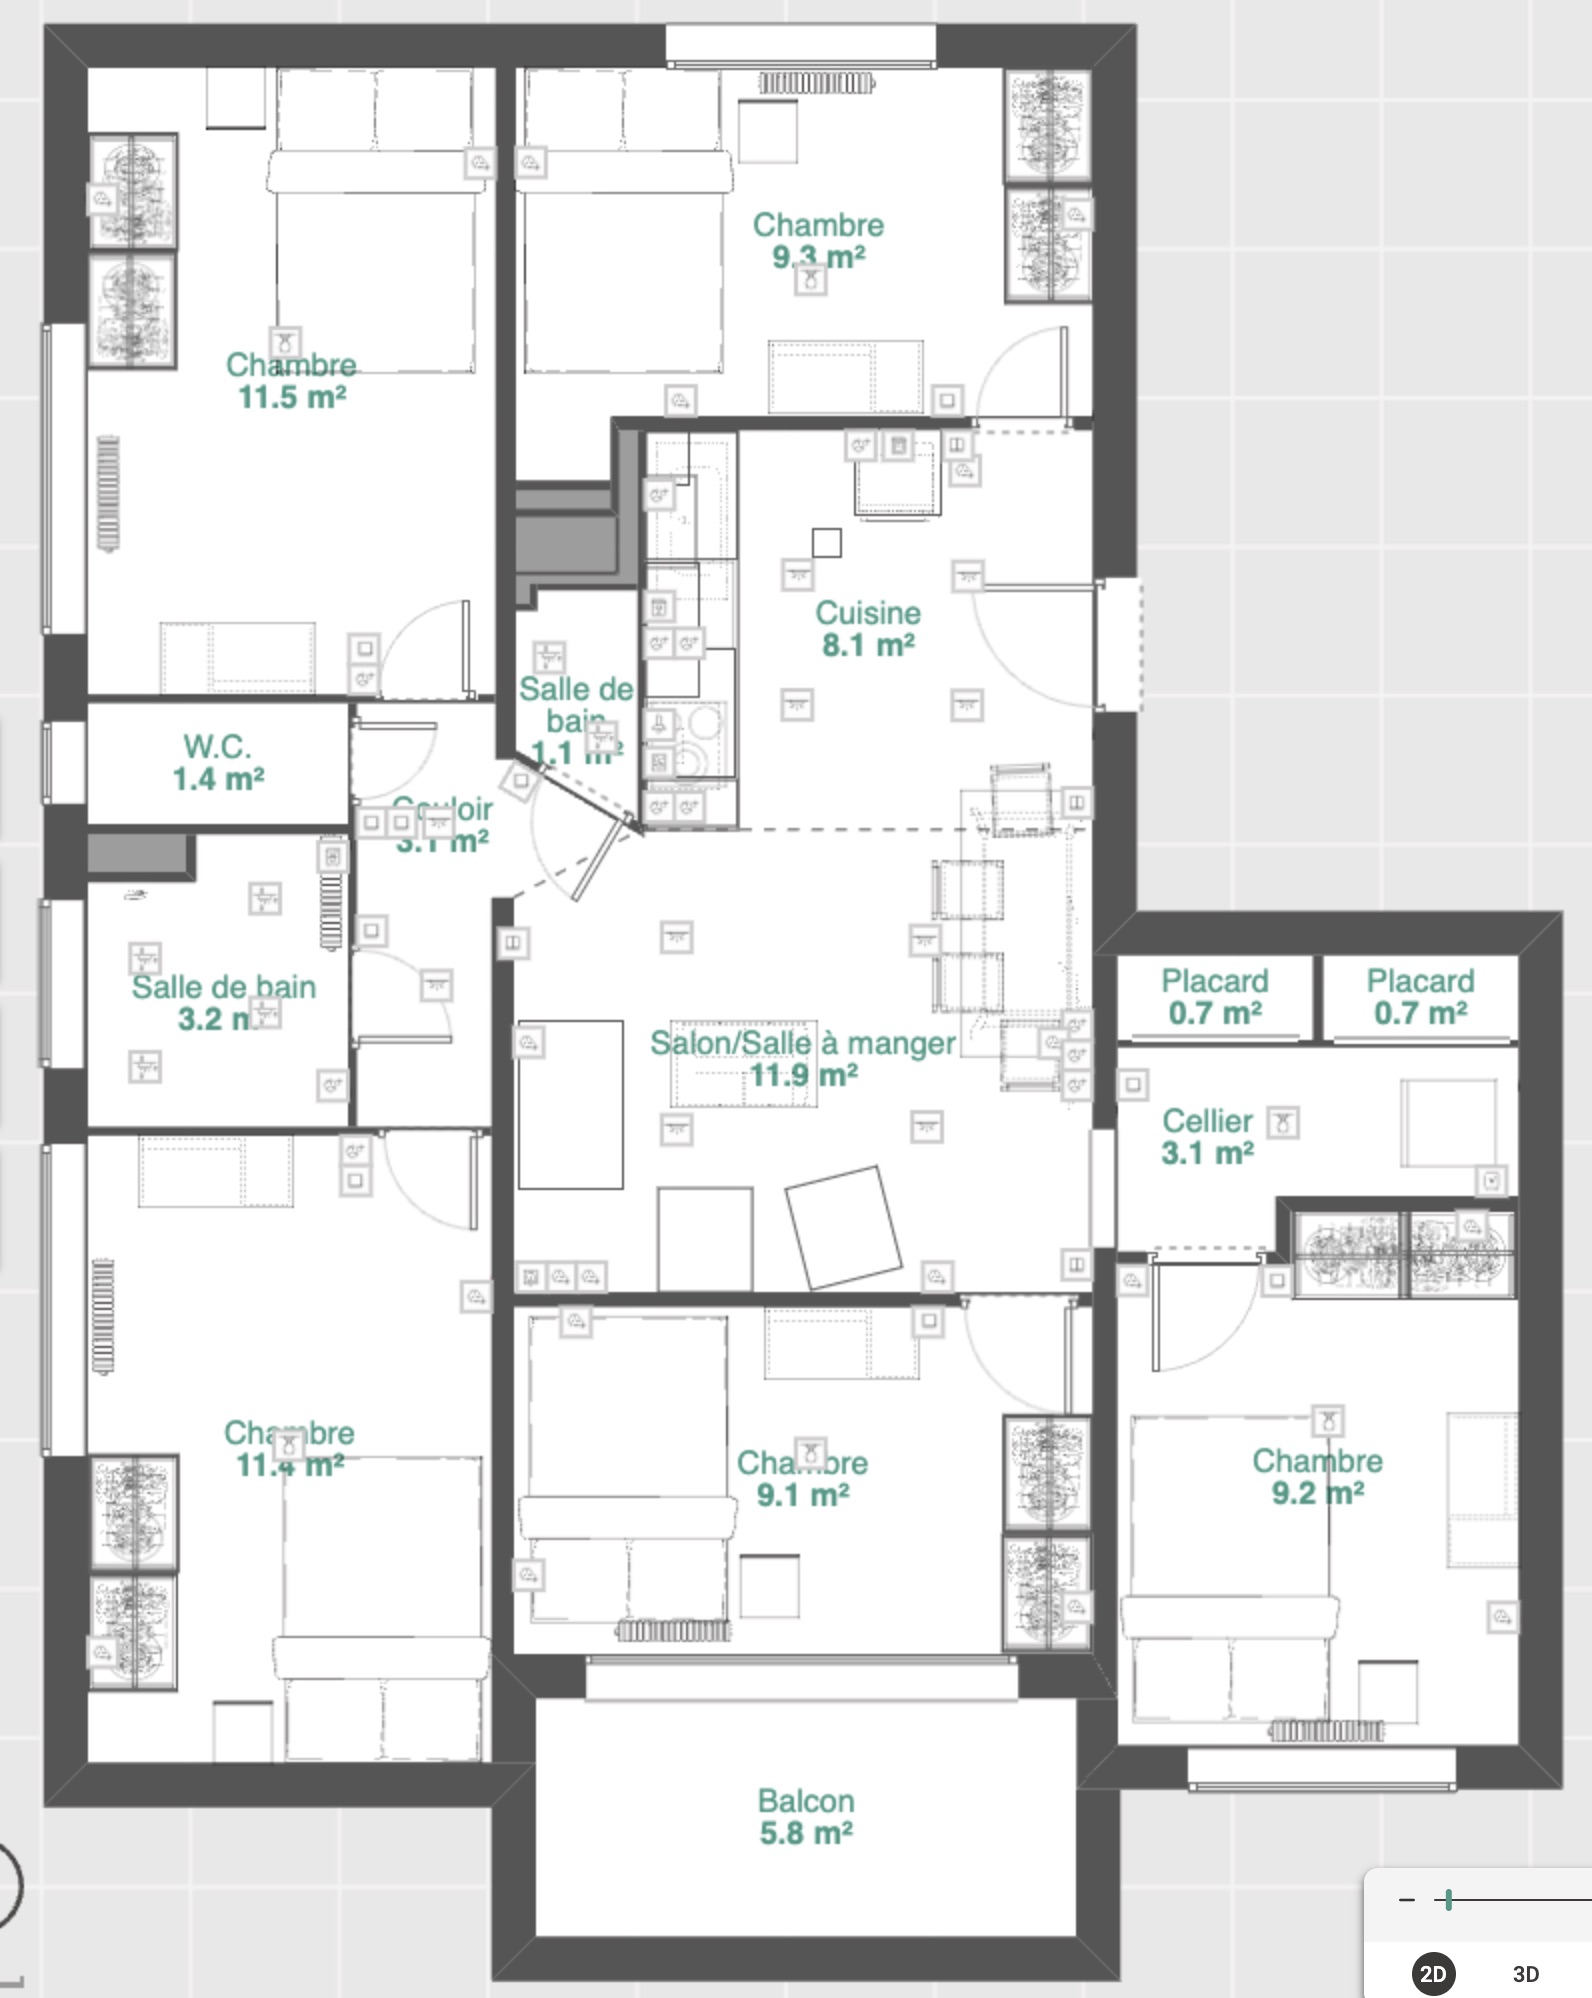 Chambre
9.3 m²
Chambre
11.5 m²
Cuisine
8.1 m²
Salle de
bain
1.1 m²
W.C.
1.4 m²
Couloir
3.1 m²
Salle de bain
3.2 m
Placard
0.7 m²
Placard
0.7 m²
Salon/Salle à manger
11.9 m²
Cellier
3.1 m²
Chambre
11.4 m²
Chambre
9.1 m²
Chambre
9.2 m²
Balcon
5.8 m²
2D
3D